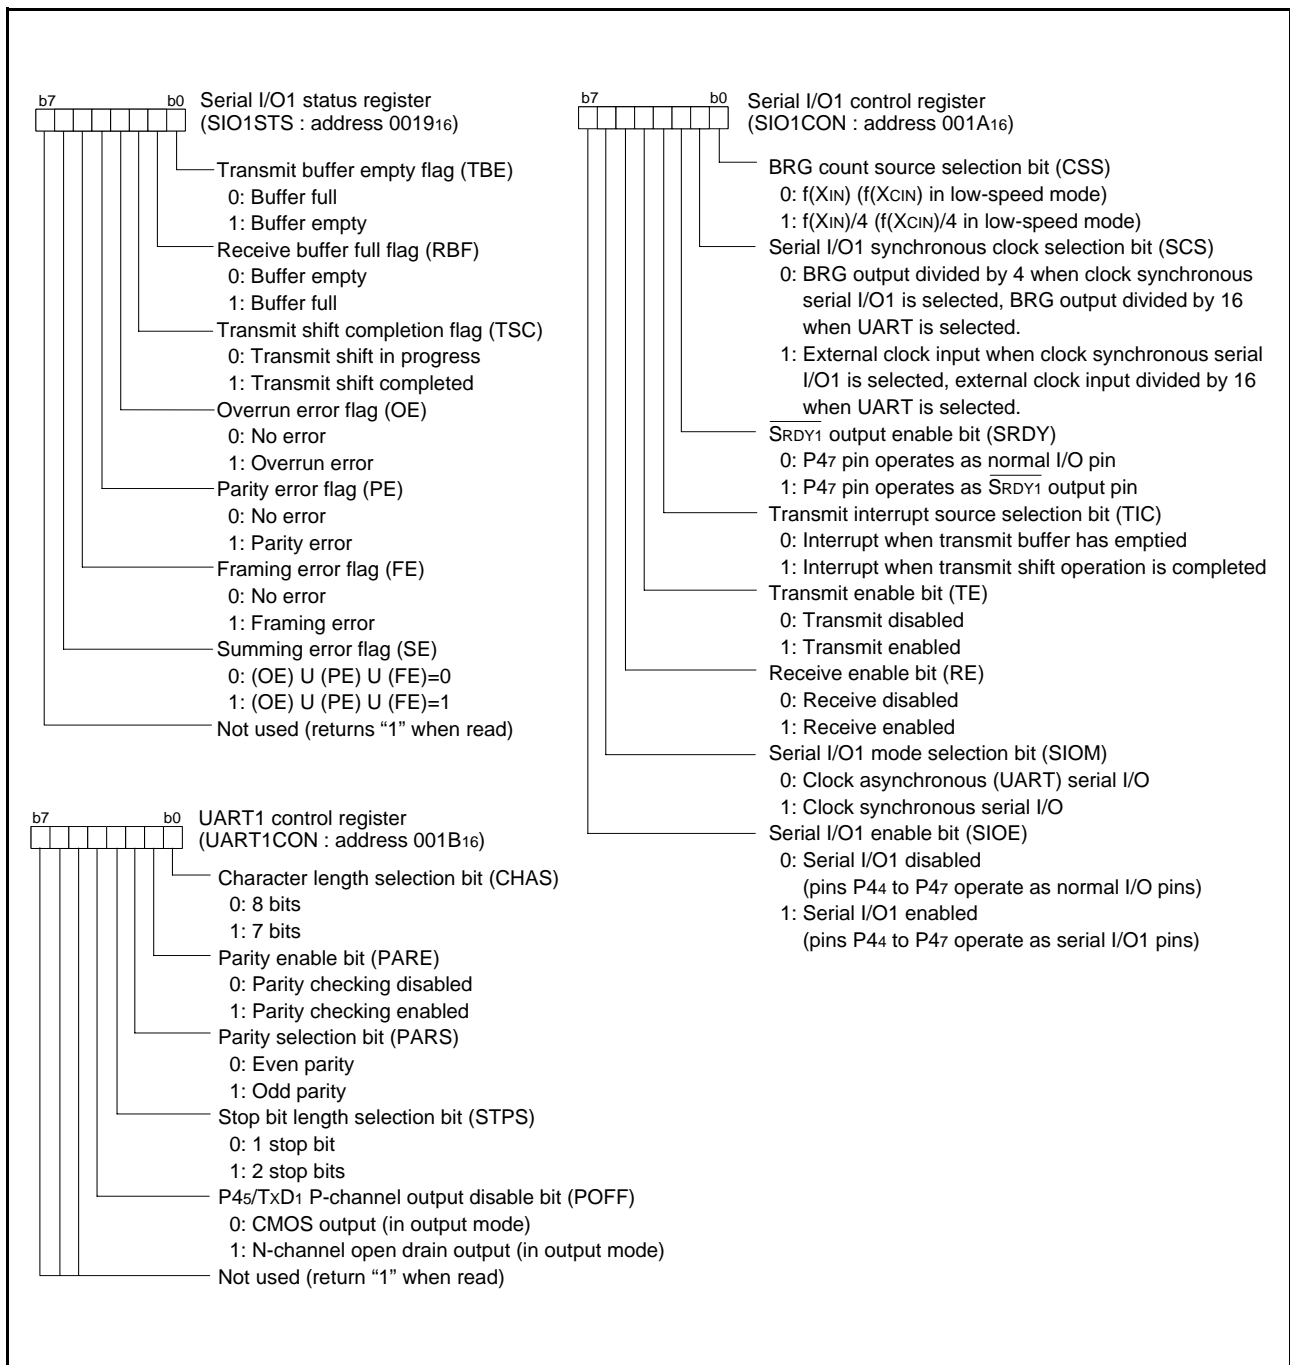 b7 b0 Serial I/O1 status register
(SIO1STS : address 001916)
Transmit buffer empty flag (TBE)
0: Buffer full
1: Buffer empty
Receive buffer full flag (RBF)
0: Buffer empty
1: Buffer full
Transmit shift completion flag (TSC)
0: Transmit shift in progress
1: Transmit shift completed
Overrun error flag (OE)
0: No error
1: Overrun error
Parity error flag (PE)
0: No error
1: Parity error
Framing error flag (FE)
0: No error
1: Framing error
Summing error flag (SE)
0: (OE) U (PE) U (FE)=0
1: (OE) U (PE) U (FE)=1
Not used (returns “1” when read)
b7 b0 UART1 control register
(UART1CON : address 001B16)
Character length selection bit (CHAS)
0: 8 bits
1: 7 bits
Parity enable bit (PARE)
0: Parity checking disabled
1: Parity checking enabled
Parity selection bit (PARS)
0: Even parity
1: Odd parity
Stop bit length selection bit (STPS)
0: 1 stop bit
1: 2 stop bits
P45/TXD1 P-channel output disable bit (POFF)
0: CMOS output (in output mode)
1: N-channel open drain output (in output mode)
Not used (return “1” when read)
b7 b0 Serial I/O1 control register
(SIO1CON : address 001A16)
BRG count source selection bit (CSS)
0: f(XIN) (f(XCIN) in low-speed mode)
1: f(XIN)/4 (f(XCIN)/4 in low-speed mode)
Serial I/O1 synchronous clock selection bit (SCS)
0: BRG output divided by 4 when clock synchronous
serial I/O1 is selected, BRG output divided by 16
when UART is selected.
1: External clock input when clock synchronous serial
I/O1 is selected, external clock input divided by 16
when UART is selected.
SRDY1 output enable bit (SRDY)
0: P47 pin operates as normal I/O pin
1: P47 pin operates as SRDY1 output pin
Transmit interrupt source selection bit (TIC)
0: Interrupt when transmit buffer has emptied
1: Interrupt when transmit shift operation is completed
Transmit enable bit (TE)
0: Transmit disabled
1: Transmit enabled
Receive enable bit (RE)
0: Receive disabled
1: Receive enabled
Serial I/O1 mode selection bit (SIOM)
0: Clock asynchronous (UART) serial I/O
1: Clock synchronous serial I/O
Serial I/O1 enable bit (SIOE)
0: Serial I/O1 disabled
(pins P44 to P47 operate as normal I/O pins)
1: Serial I/O1 enabled
(pins P44 to P47 operate as serial I/O1 pins)